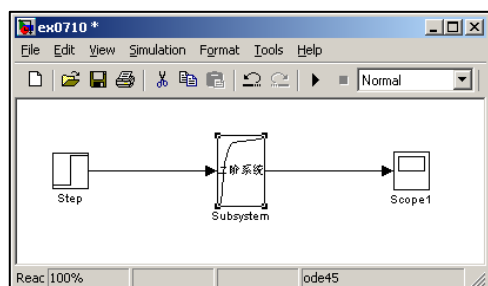 ex0710 *
File Edit View Simulation Format Tools Help
Normal
二阶系统
Step
Subsystem
Scope1
Reac 100% ode45